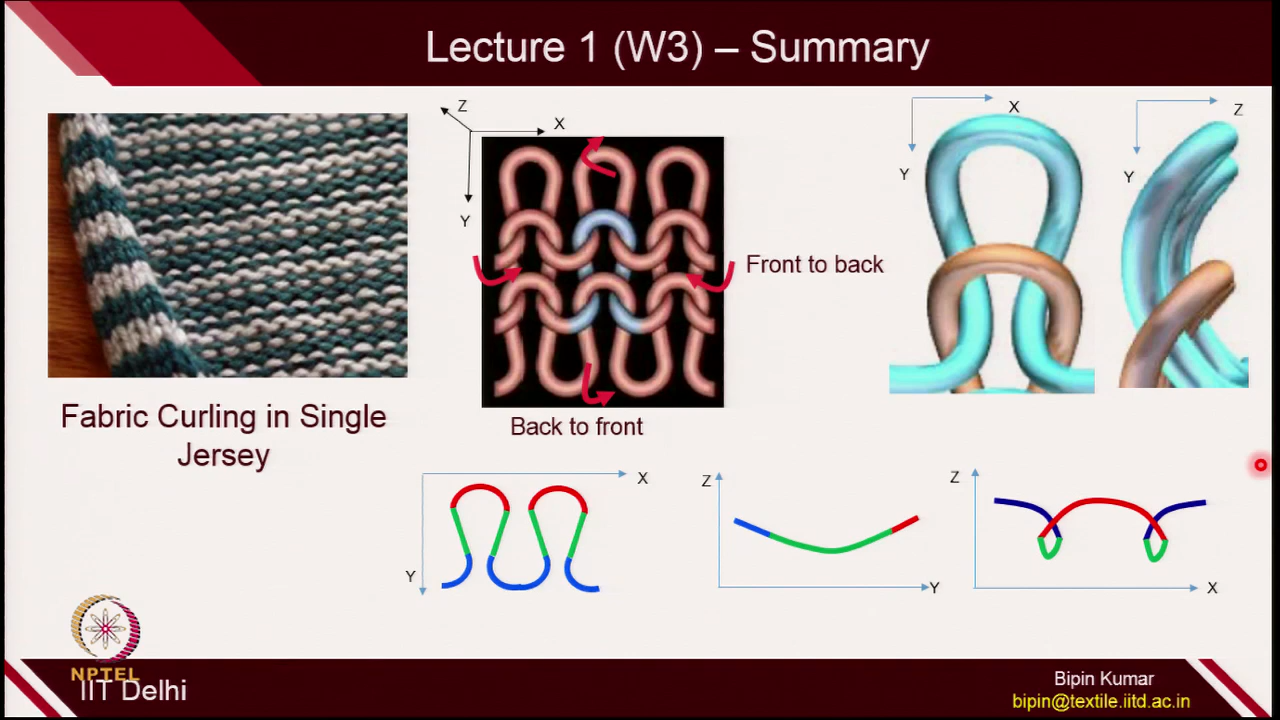 Lecture 1 (W3) – Summary
Z
X
Y
Front to back
Back to front
X
Y
Z
Y
Fabric Curling in Single
Jersey
X
Y
Z
Y
Z
X
NPTEL
IIT Delhi
Bipin Kumar
bipin@textile.iitd.ac.in